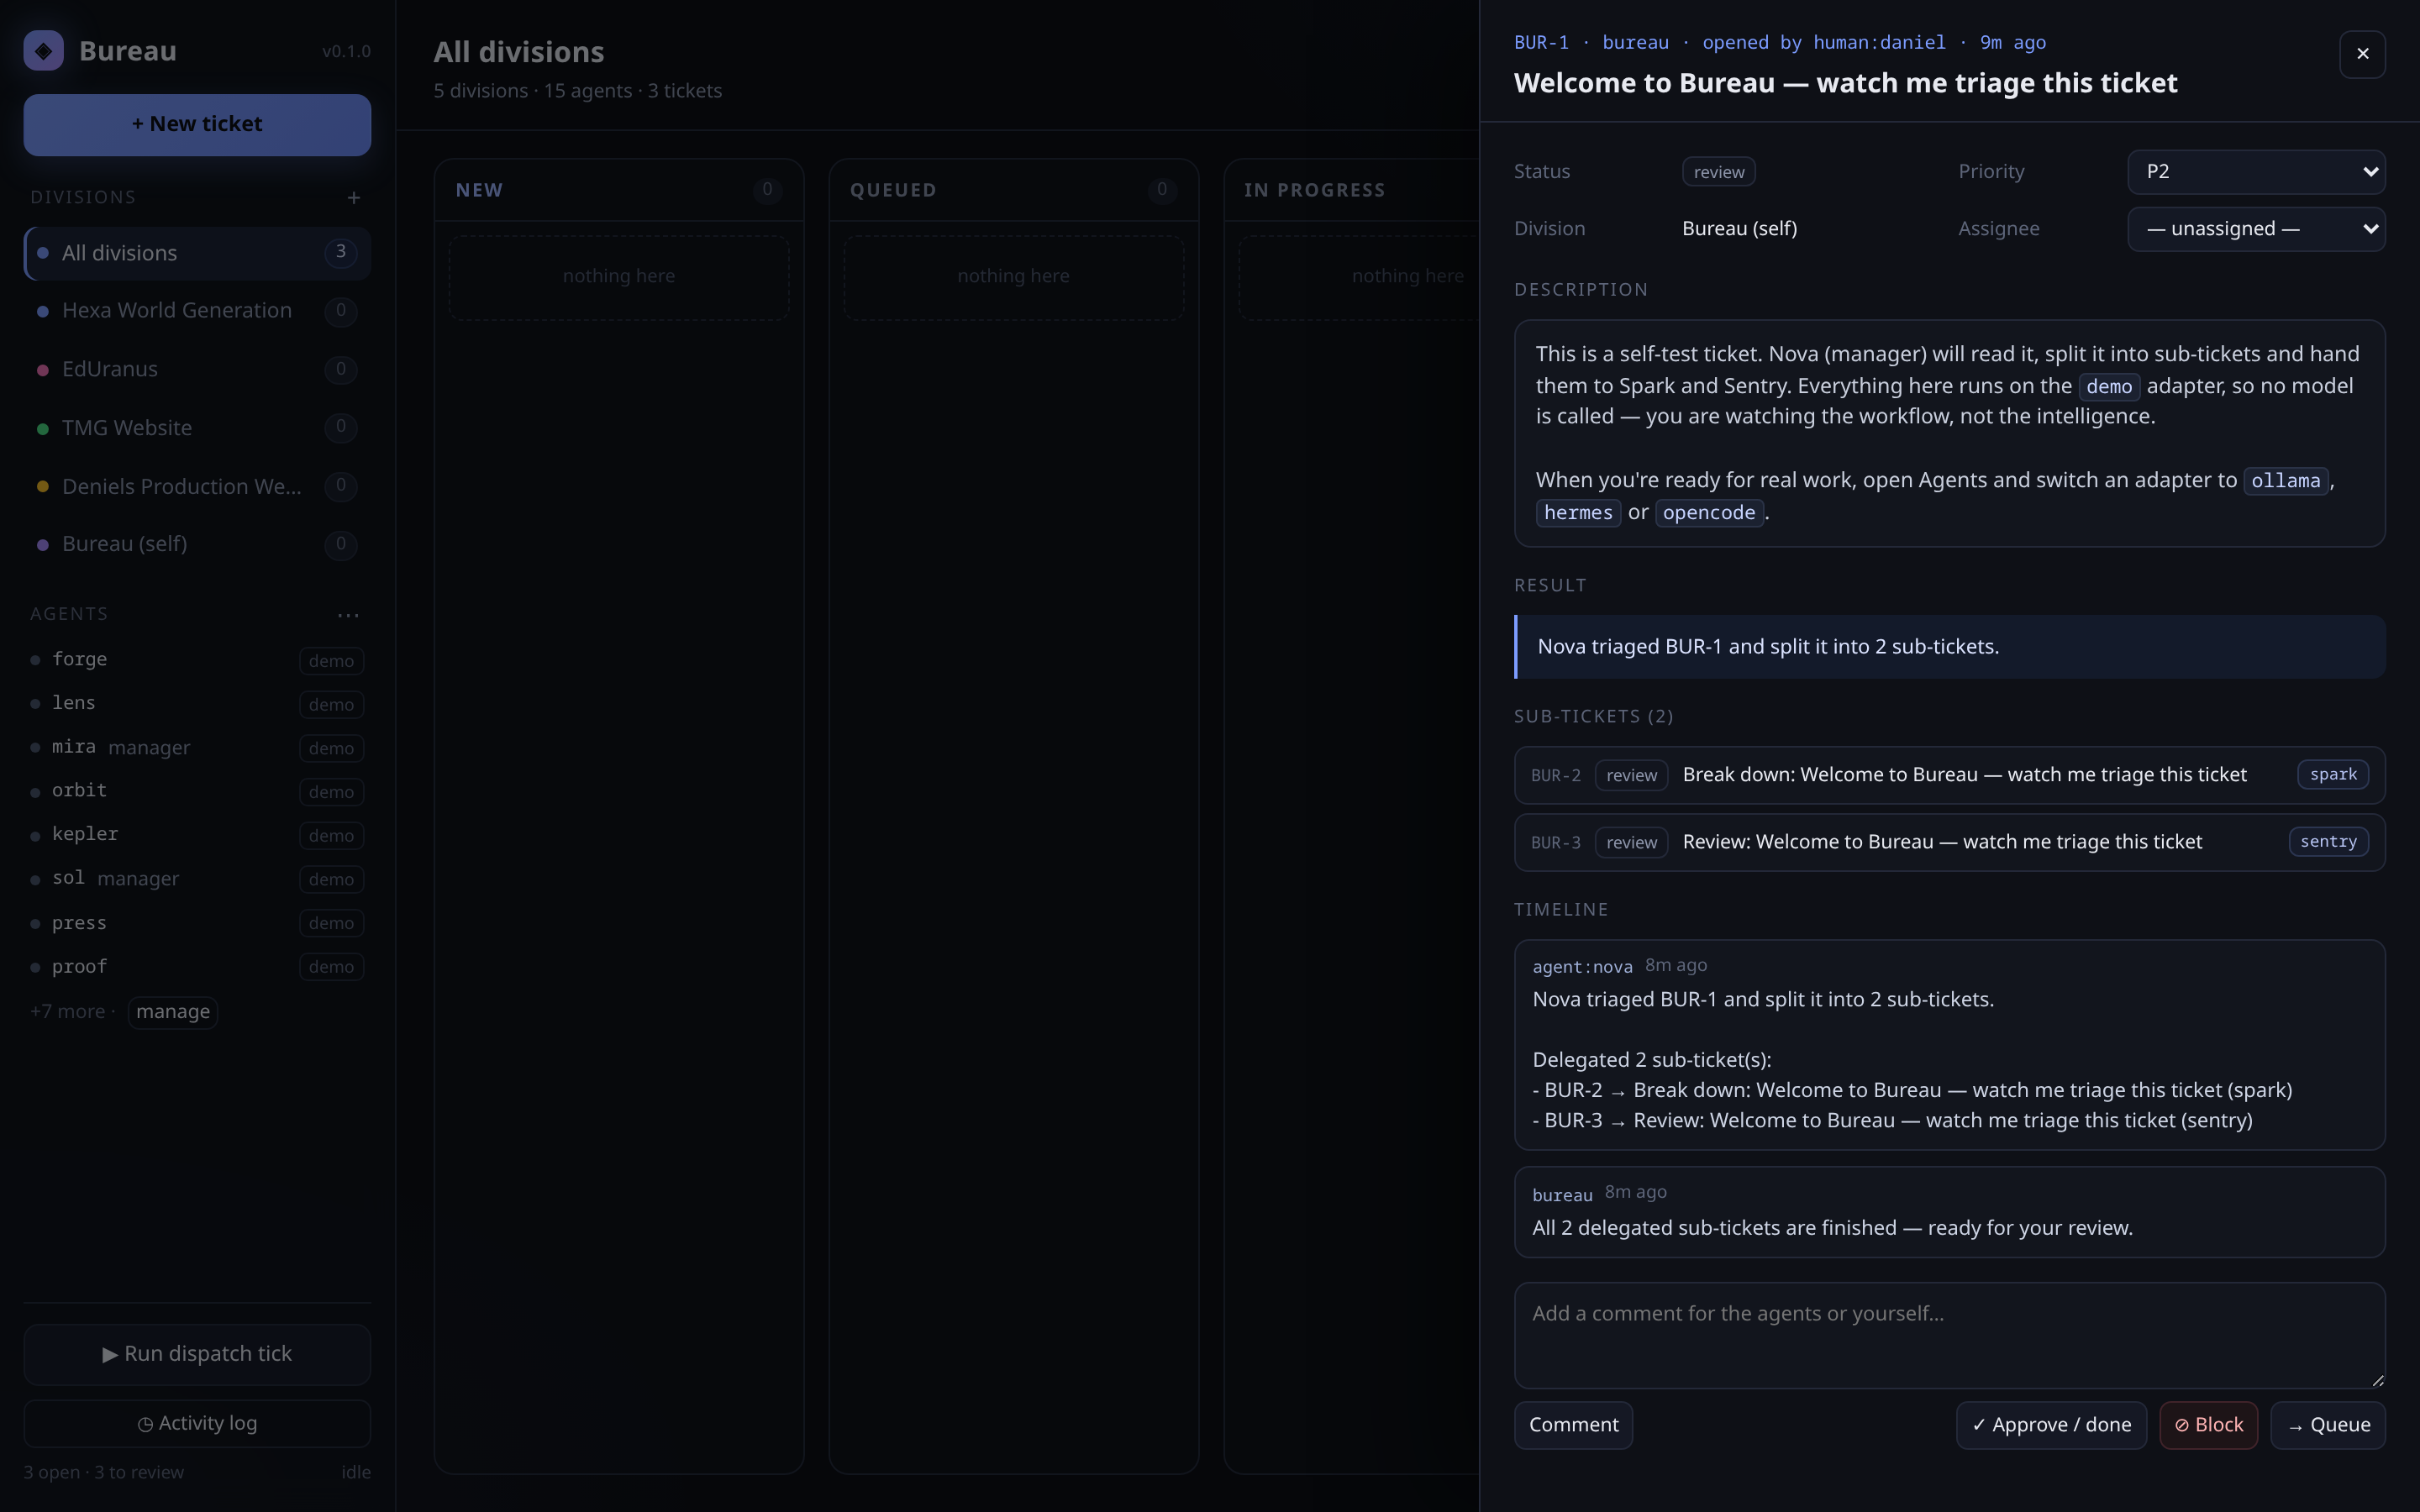 ◈ Bureau v0.1.0
+ New ticket
DIVISIONS +
All divisions 3
Hexa World Generation 0
EdUranus 0
TMG Website 0
Deniels Production We... 0
Bureau (self) 0
AGENTS ...
forge demo
lens demo
mira manager demo
orbit demo
kepler demo
sol manager demo
press demo
proof demo
+7 more · manage
▶ Run dispatch tick
◷ Activity log
3 open · 3 to review idle
All divisions
5 divisions · 15 agents · 3 tickets
NEW 0
nothing here
QUEUED 0
nothing here
IN PROGRESS
nothing here
BUR-1 · bureau · opened by human:daniel · 9m ago
Welcome to Bureau — watch me triage this ticket
✕
Status review Priority P2
Division Bureau (self) Assignee — unassigned —
DESCRIPTION
This is a self-test ticket. Nova (manager) will read it, split it into sub-tickets and hand
them to Spark and Sentry. Everything here runs on the demo adapter, so no model
is called — you are watching the workflow, not the intelligence.
When you're ready for real work, open Agents and switch an adapter to ollama,
hermes or opencode.
RESULT
Nova triaged BUR-1 and split it into 2 sub-tickets.
SUB-TICKETS (2)
BUR-2 review Break down: Welcome to Bureau — watch me triage this ticket spark
BUR-3 review Review: Welcome to Bureau — watch me triage this ticket sentry
TIMELINE
agent:nova 8m ago
Nova triaged BUR-1 and split it into 2 sub-tickets.
Delegated 2 sub-ticket(s):
- BUR-2 → Break down: Welcome to Bureau — watch me triage this ticket (spark)
- BUR-3 → Review: Welcome to Bureau — watch me triage this ticket (sentry)
bureau 8m ago
All 2 delegated sub-tickets are finished — ready for your review.
Add a comment for the agents or yourself...
Comment ✓ Approve / done ⊘ Block → Queue